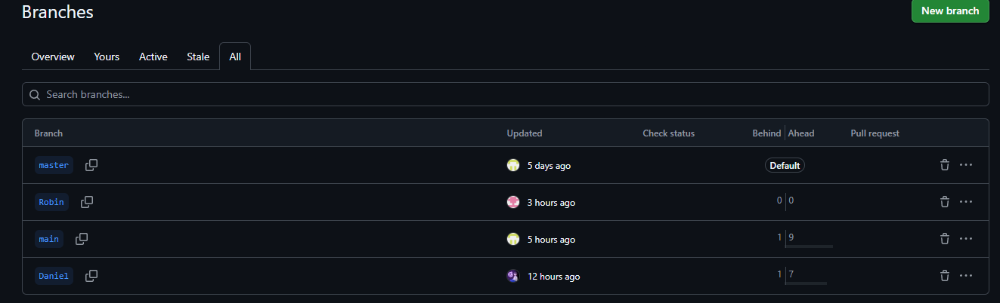 Branches
New branch
Overview Yours Active Stale All
Search branches...
Branch Updated Check status Behind Ahead Pull request
master 5 days ago Default
Robin 3 hours ago 0 0
main 5 hours ago 1 9
Daniel 12 hours ago 1 7